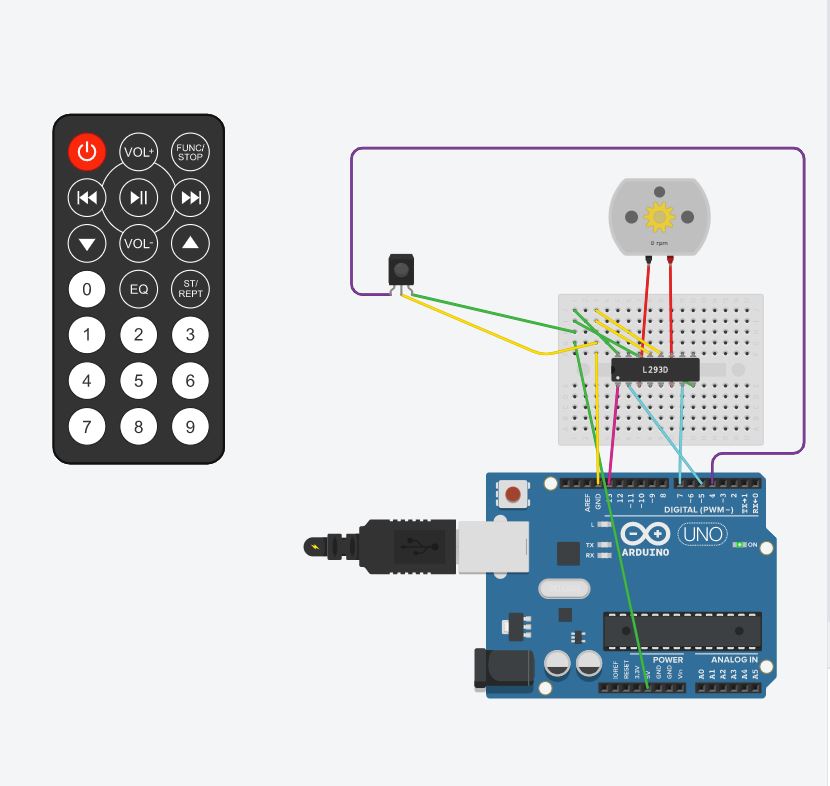 VOL+
FUNC/
STOP
VOL-
0
EQ
ST/
REPT
1 2 3
4 5 6
7 8 9
0 rpm
L293D
AREF
GND
13
12
~11
~10
~9
8
7
~6
~5
4
~3
2
TX→1
RX←0
DIGITAL (PWM~)
L
TX
RX
ARDUINO
UNO
ON
POWER
ANALOG IN
IOREF
RESET
3.3V
5V
GND
GND
Vin
A0
A1
A2
A3
A4
A5